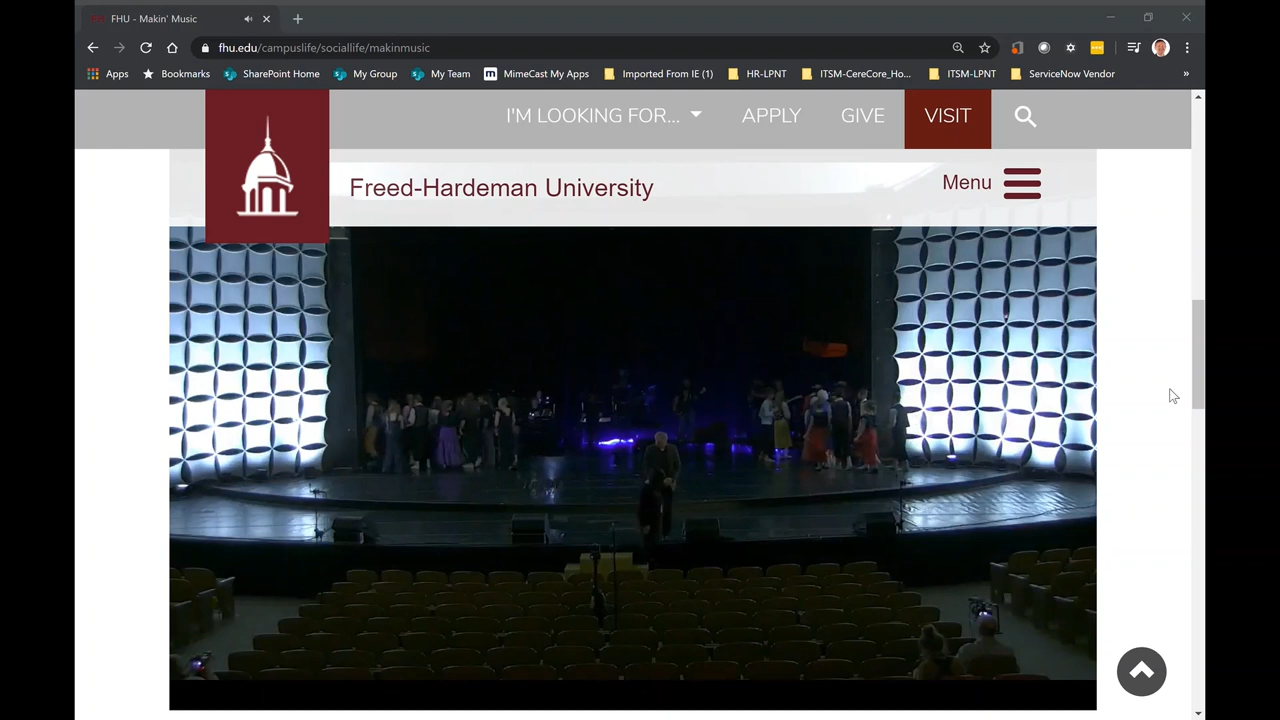 FHU - Makin' Music
fhu.edu/campuslife/sociallife/makinmusic
Apps Bookmarks SharePoint Home My Group My Team MimeCast My Apps Imported From IE (1) HR-LPNT ITSM-CereCore_Ho... ITSM-LPNT ServiceNow Vendor »
I'M LOOKING FOR... APPLY GIVE VISIT
Freed-Hardeman University Menu